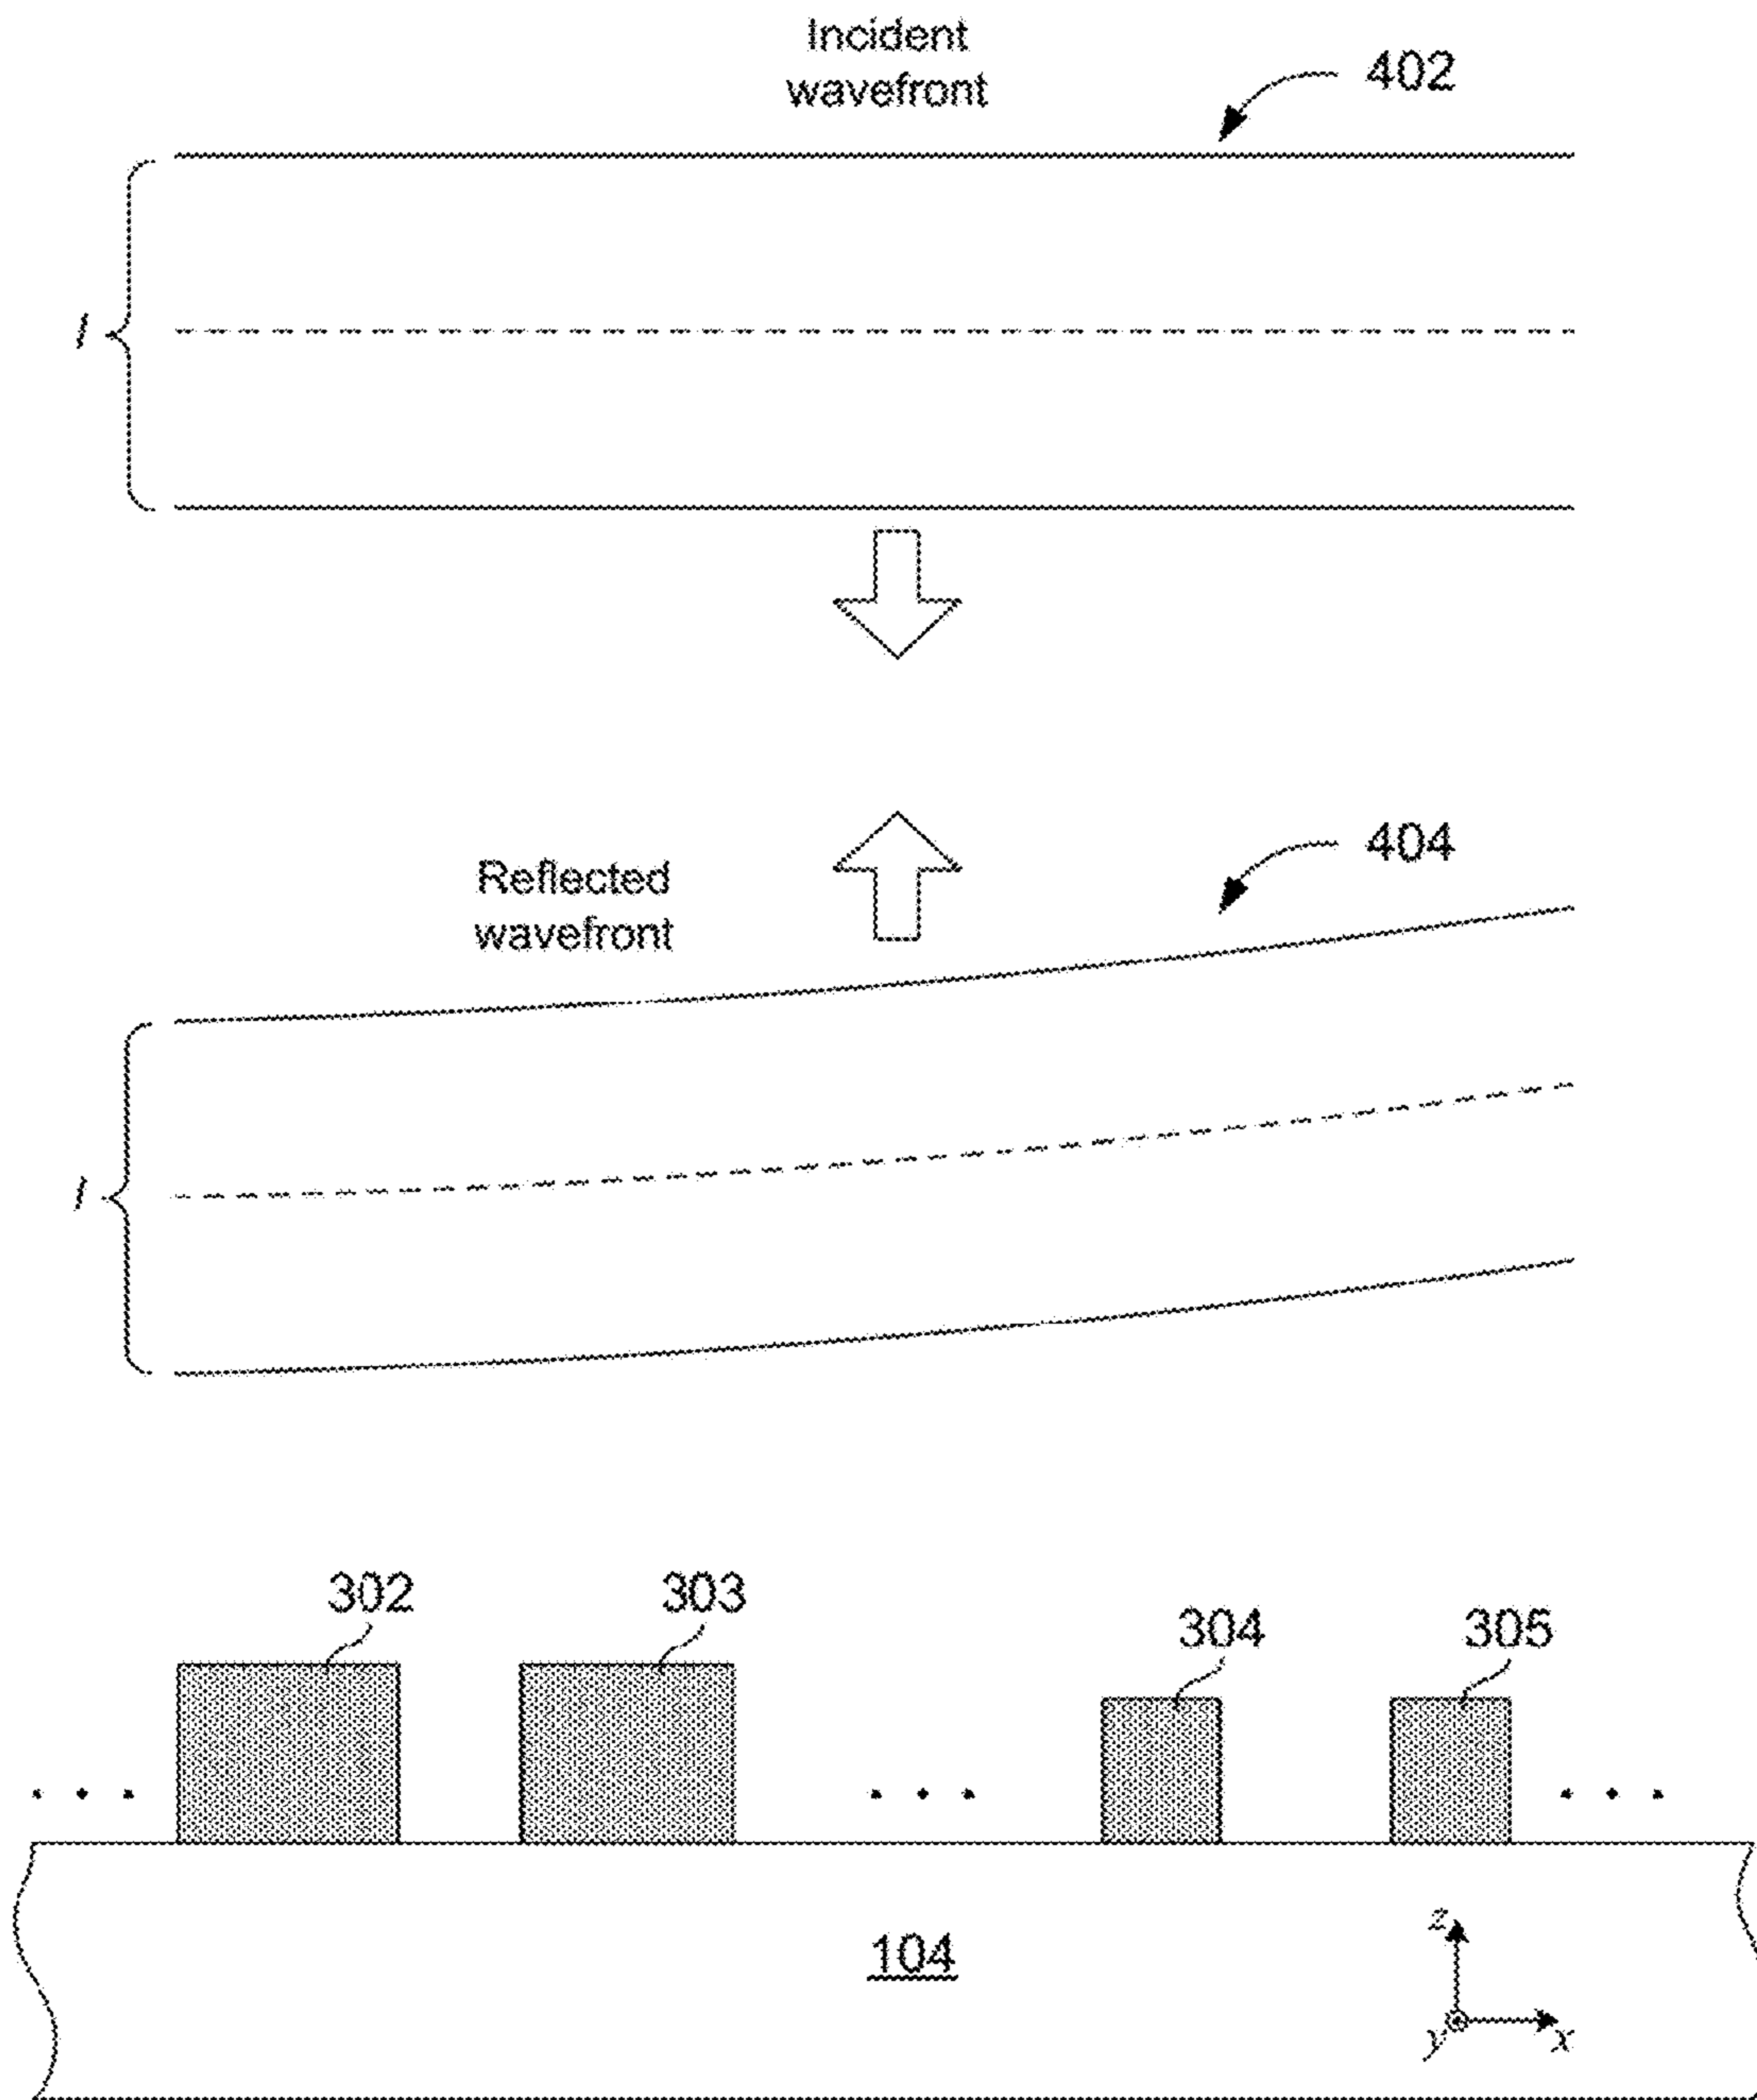 Incident
wavefront
402
l
404
Reflected
wavefront
l
302
303
304
305
104
z
y
x